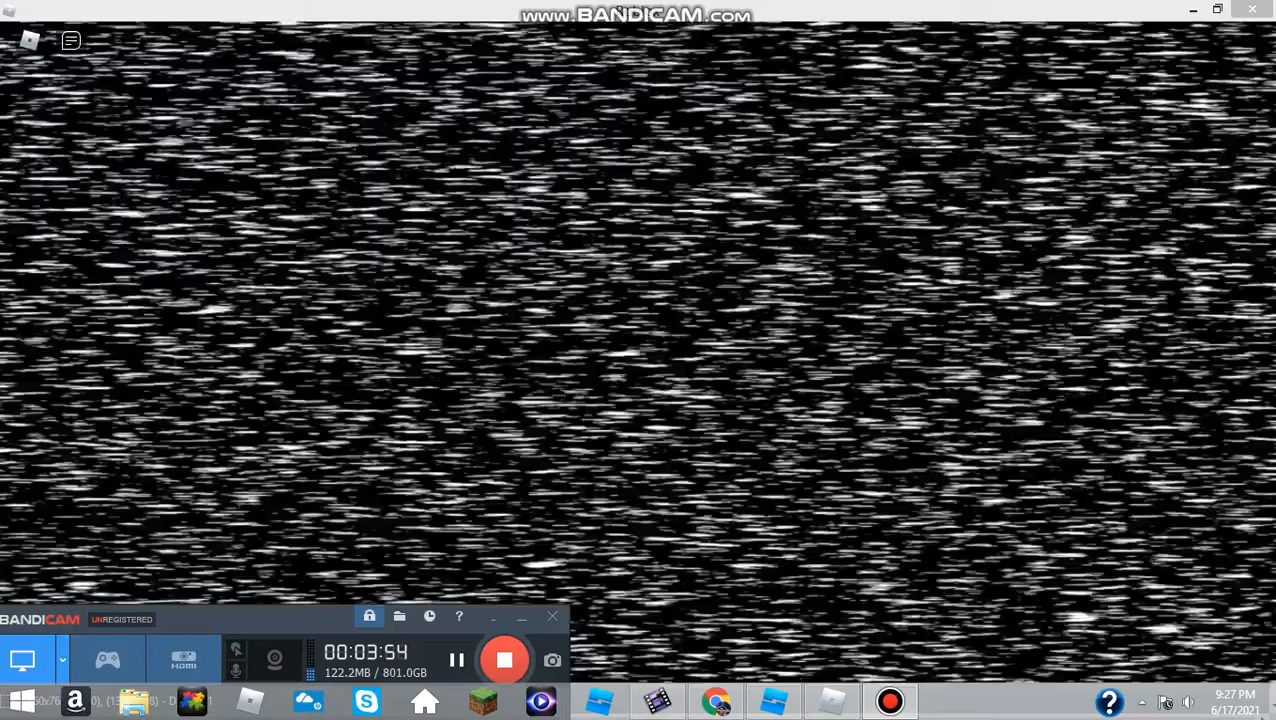 www.BANDICAM.com
BANDICAM UNREGISTERED
?
HDMI
00:03:54
122.2MB / 801.0GB
9:27 PM
6/17/2021